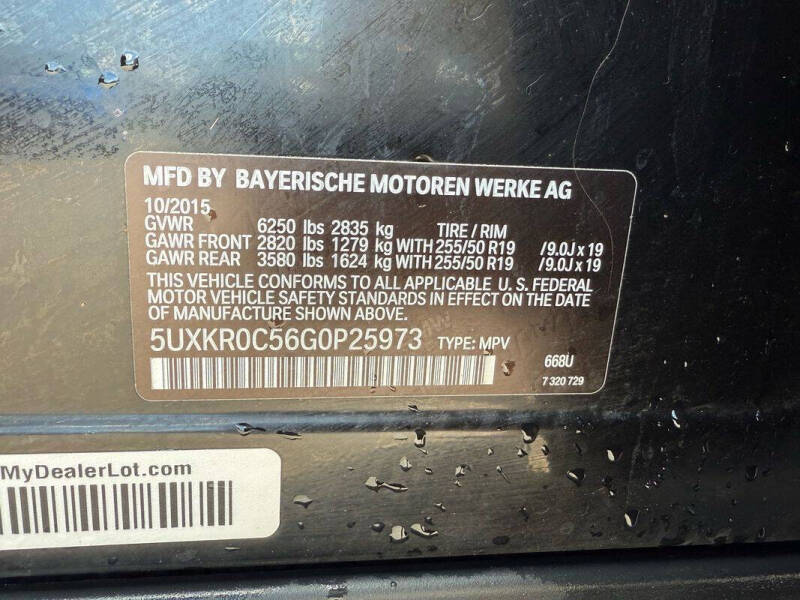 MFD BY BAYERISCHE MOTOREN WERKE AG
10/2015
GVWR 6250 lbs 2835 kg TIRE / RIM
GAWR FRONT 2820 lbs 1279 kg WITH 255/50 R19 /9.0J x 19
GAWR REAR 3580 lbs 1624 kg WITH 255/50 R19 /9.0J x 19
THIS VEHICLE CONFORMS TO ALL APPLICABLE U. S. FEDERAL
MOTOR VEHICLE SAFETY STANDARDS IN EFFECT ON THE DATE
OF MANUFACTURE SHOWN ABOVE.
5UXKR0C56G0P25973 TYPE: MPV
668U
7 320 729
MyDealerLot.com